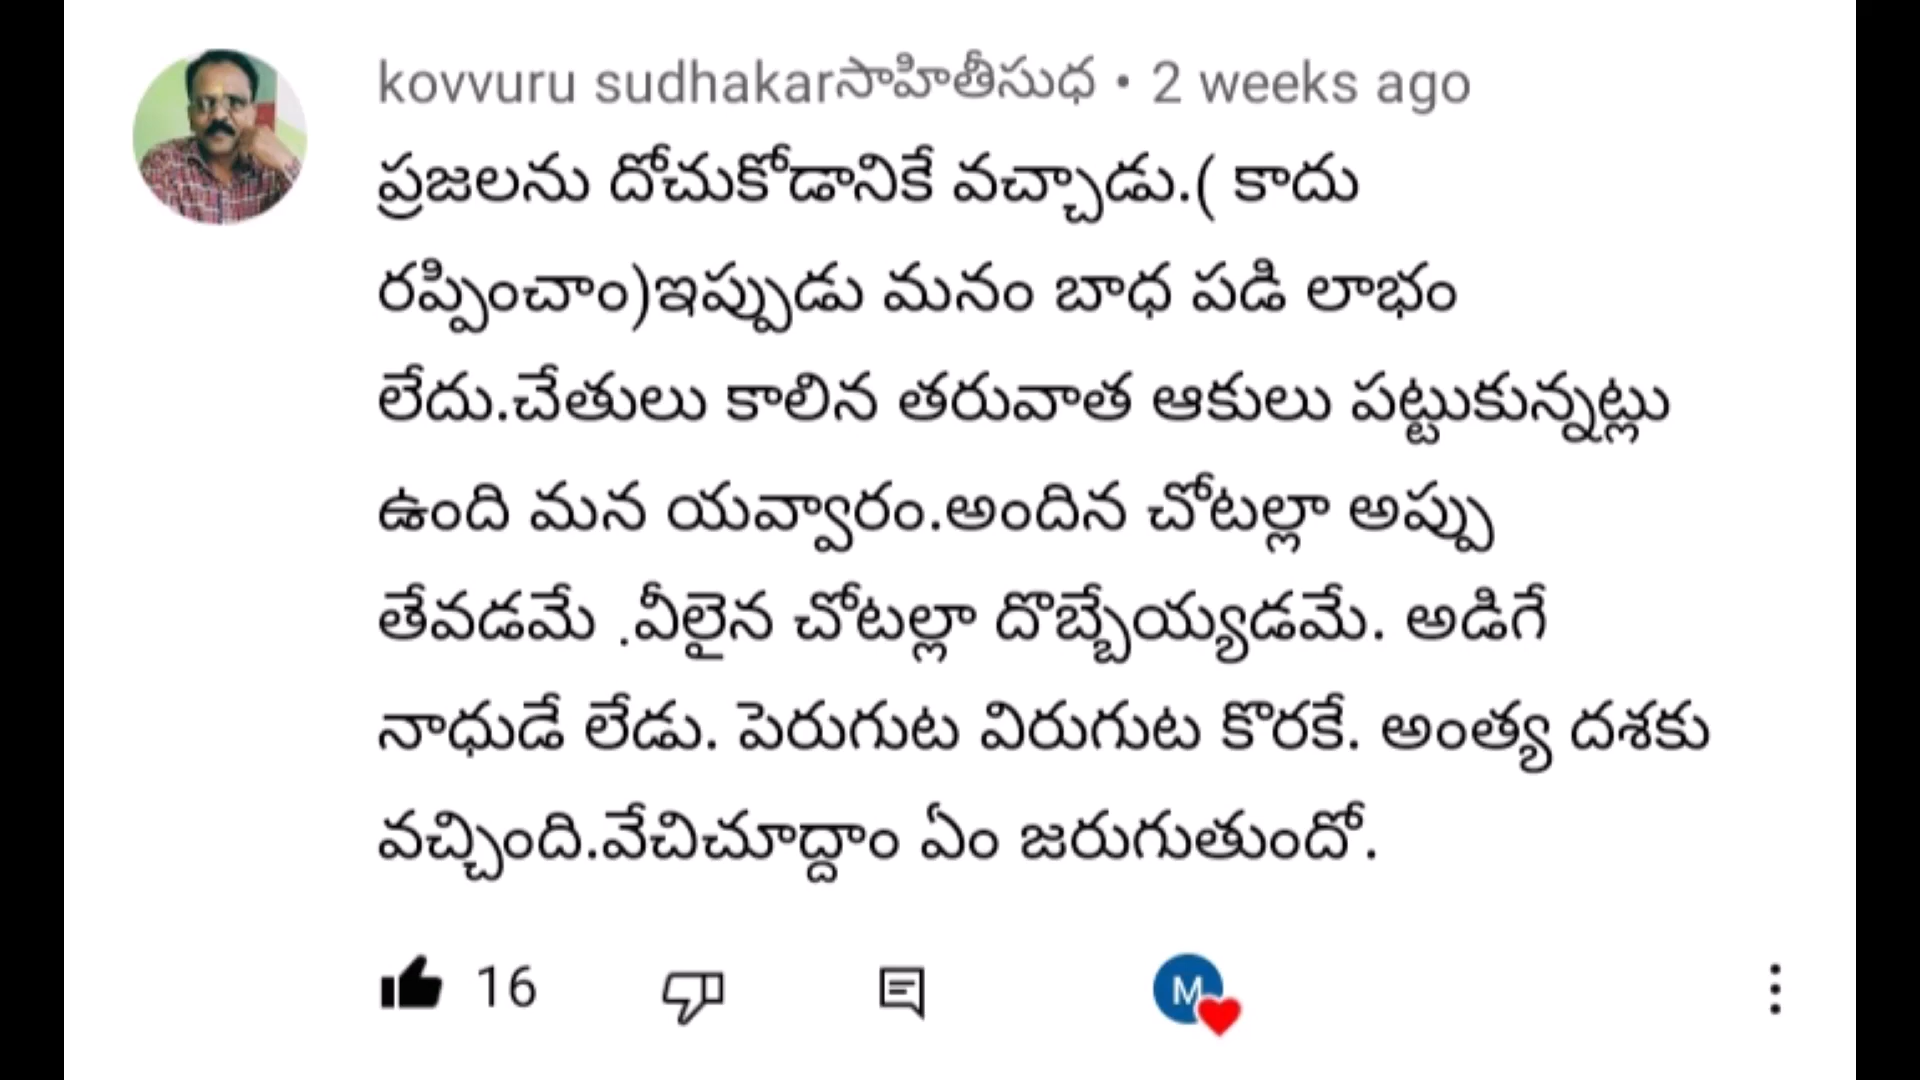 kovvuru sudhakarసాహితీసుధ • 2 weeks ago
ప్రజలను దోచుకోడానికే వచ్చాడు.( కాదు
రప్పించాం)ఇప్పుడు మనం బాధ పడి లాభం
లేదు.చేతులు కాలిన తరువాత ఆకులు పట్టుకున్నట్లు
ఉంది మన యవ్వారం.అందిన చోటల్లా అప్పు
తేవడమే .వీలైన చోటల్లా దొబ్బేయ్యడమే. అడిగే
నాధుడే లేడు. పెరుగుట విరుగుట కొరకే. అంత్య దశకు
వచ్చింది.వేచిచూద్దాం ఏం జరుగుతుందో.
16 M